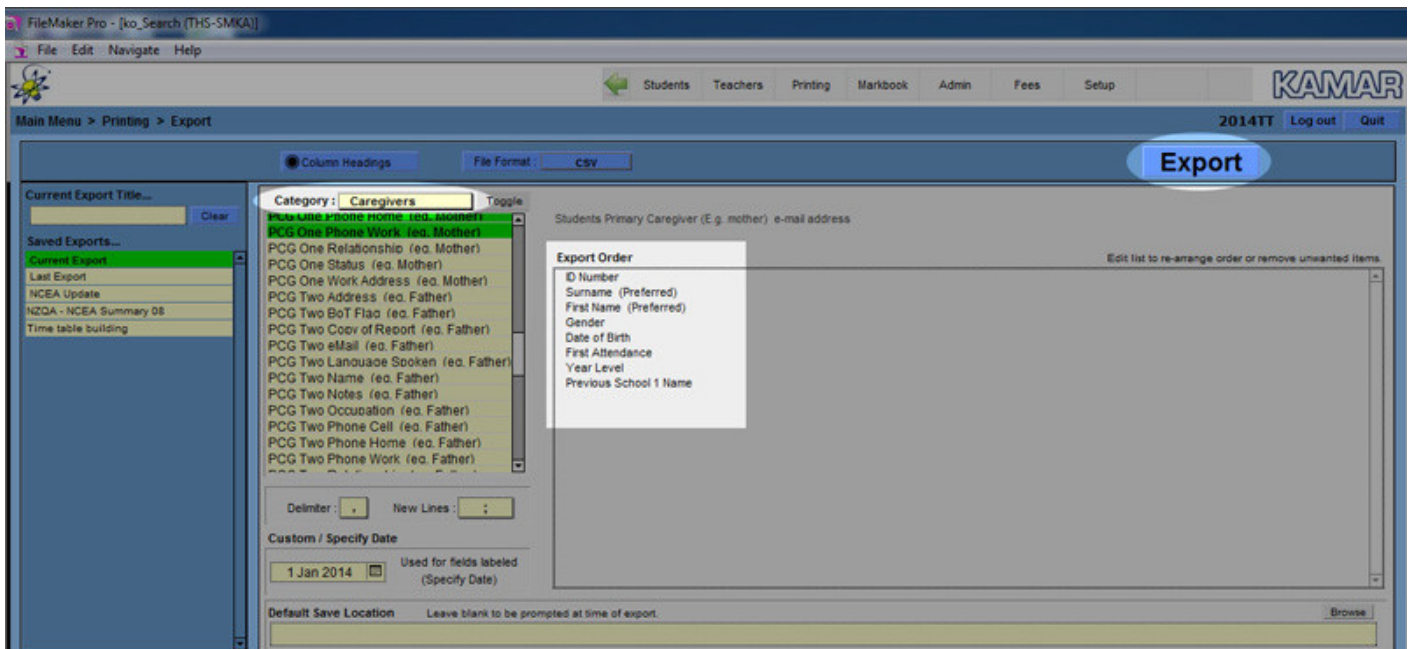 FileMaker Pro - [ko_Search (THS-SMKA)]
File Edit Navigate Help
Students Teachers Printing Markbook Admin Fees Setup
KAMAR
Main Menu > Printing > Export
2014TT Log out Quit
Column Headings File Format : CSV
Export
Current Export Title...
Clear
Saved Exports...
Current Export
Last Export
NCEA Update
NZQA - NCEA Summary 08
Time table building
Category : Caregivers Toggle
PCG One Phone Home (eg. Mother)
PCG One Phone Work (eg. Mother)
PCG One Relationship (eg. Mother)
PCG One Status (eg. Mother)
PCG One Work Address (eg. Mother)
PCG Two Address (eg. Father)
PCG Two BoT Flag (eg. Father)
PCG Two Copy of Report (eg. Father)
PCG Two eMail (eg. Father)
PCG Two Language Spoken (eg. Father)
PCG Two Name (eg. Father)
PCG Two Notes (eg. Father)
PCG Two Occupation (eg. Father)
PCG Two Phone Cell (eg. Father)
PCG Two Phone Home (eg. Father)
PCG Two Phone Work (eg. Father)
Delimiter : , New Lines : ;
Custom / Specify Date
1 Jan 2014
Used for fields labeled
(Specify Date)
Students Primary Caregiver (E.g. mother) e-mail address
Export Order
Edit list to re-arrange order or remove unwanted items.
ID Number
Surname (Preferred)
First Name (Preferred)
Gender
Date of Birth
First Attendance
Year Level
Previous School 1 Name
Default Save Location Leave blank to be prompted at time of export.
Browse